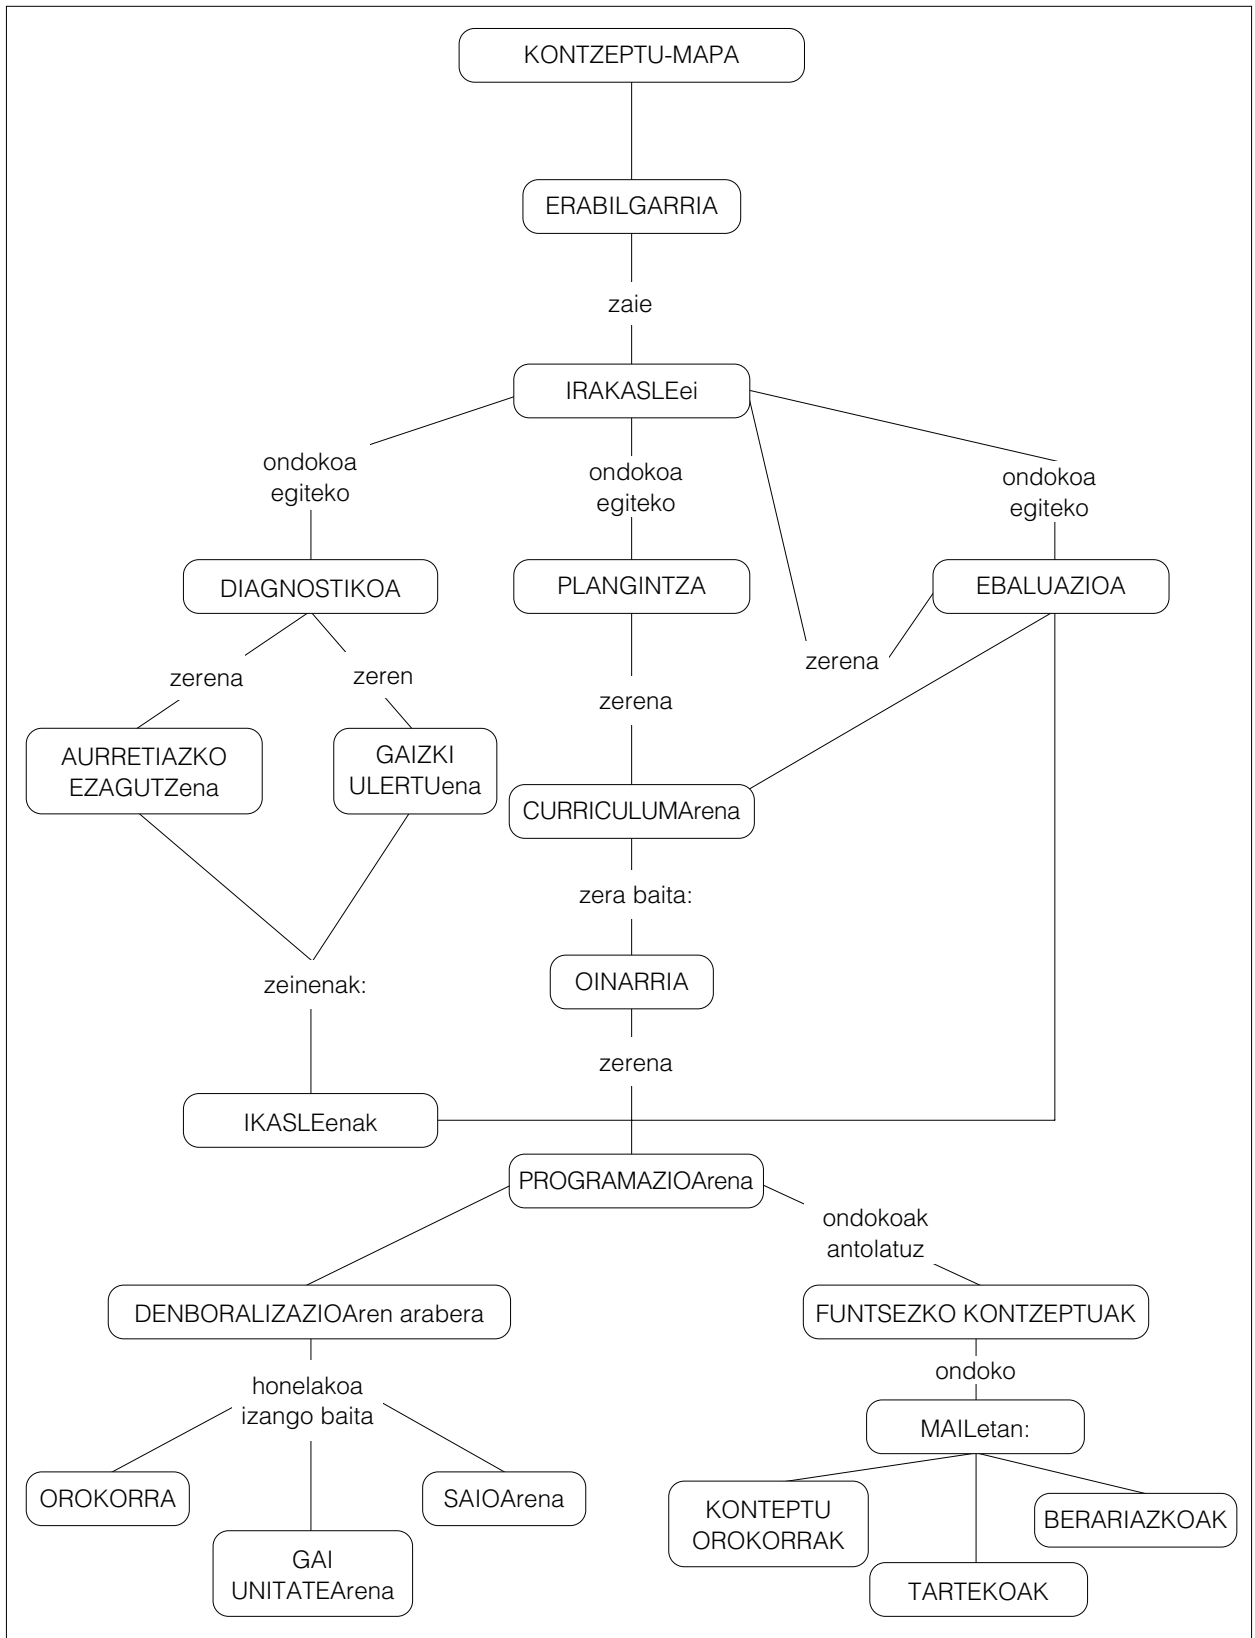 KONTZEPTU-MAPA
ERABILGARRIA
zaie
IRAKASLEei
ondokoa
egiteko
ondokoa
egiteko
ondokoa
egiteko
DIAGNOSTIKOA
PLANGINTZA
EBALUAZIOA
zerena
zeren
zerena
zerena
AURRETIAZKO
EZAGUTZena
GAIZKI
ULERTUena
CURRICULUMArena
zera baita:
zeinenak:
OINARRIA
zerena
IKASLEenak
PROGRAMAZIOArena
ondokoak
antolatuz
DENBORALIZAZIOAren arabera
FUNTSEZKO KONTZEPTUAK
honelakoa
izango baita
ondoko
MAILetan:
OROKORRA
GAI
UNITATEArena
SAIOArena
KONTEPTU
OROKORRAK
TARTEKOAK
BERARIAZKOAK